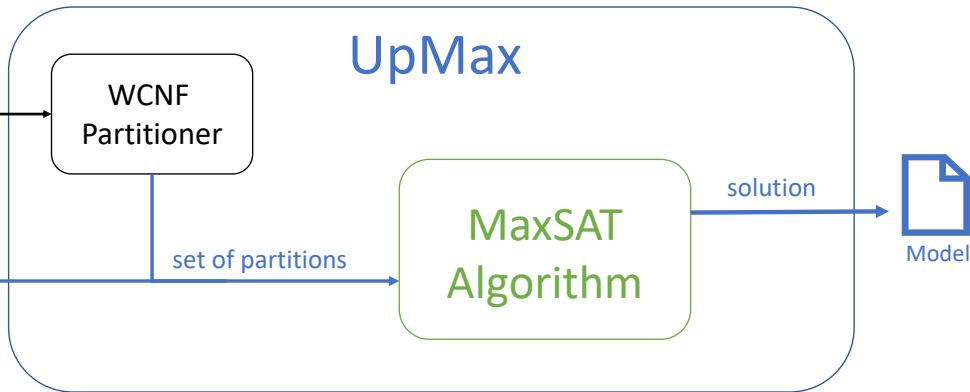 UpMax
WCNF
Partitioner
set of partitions
MaxSAT
Algorithm
solution
Model